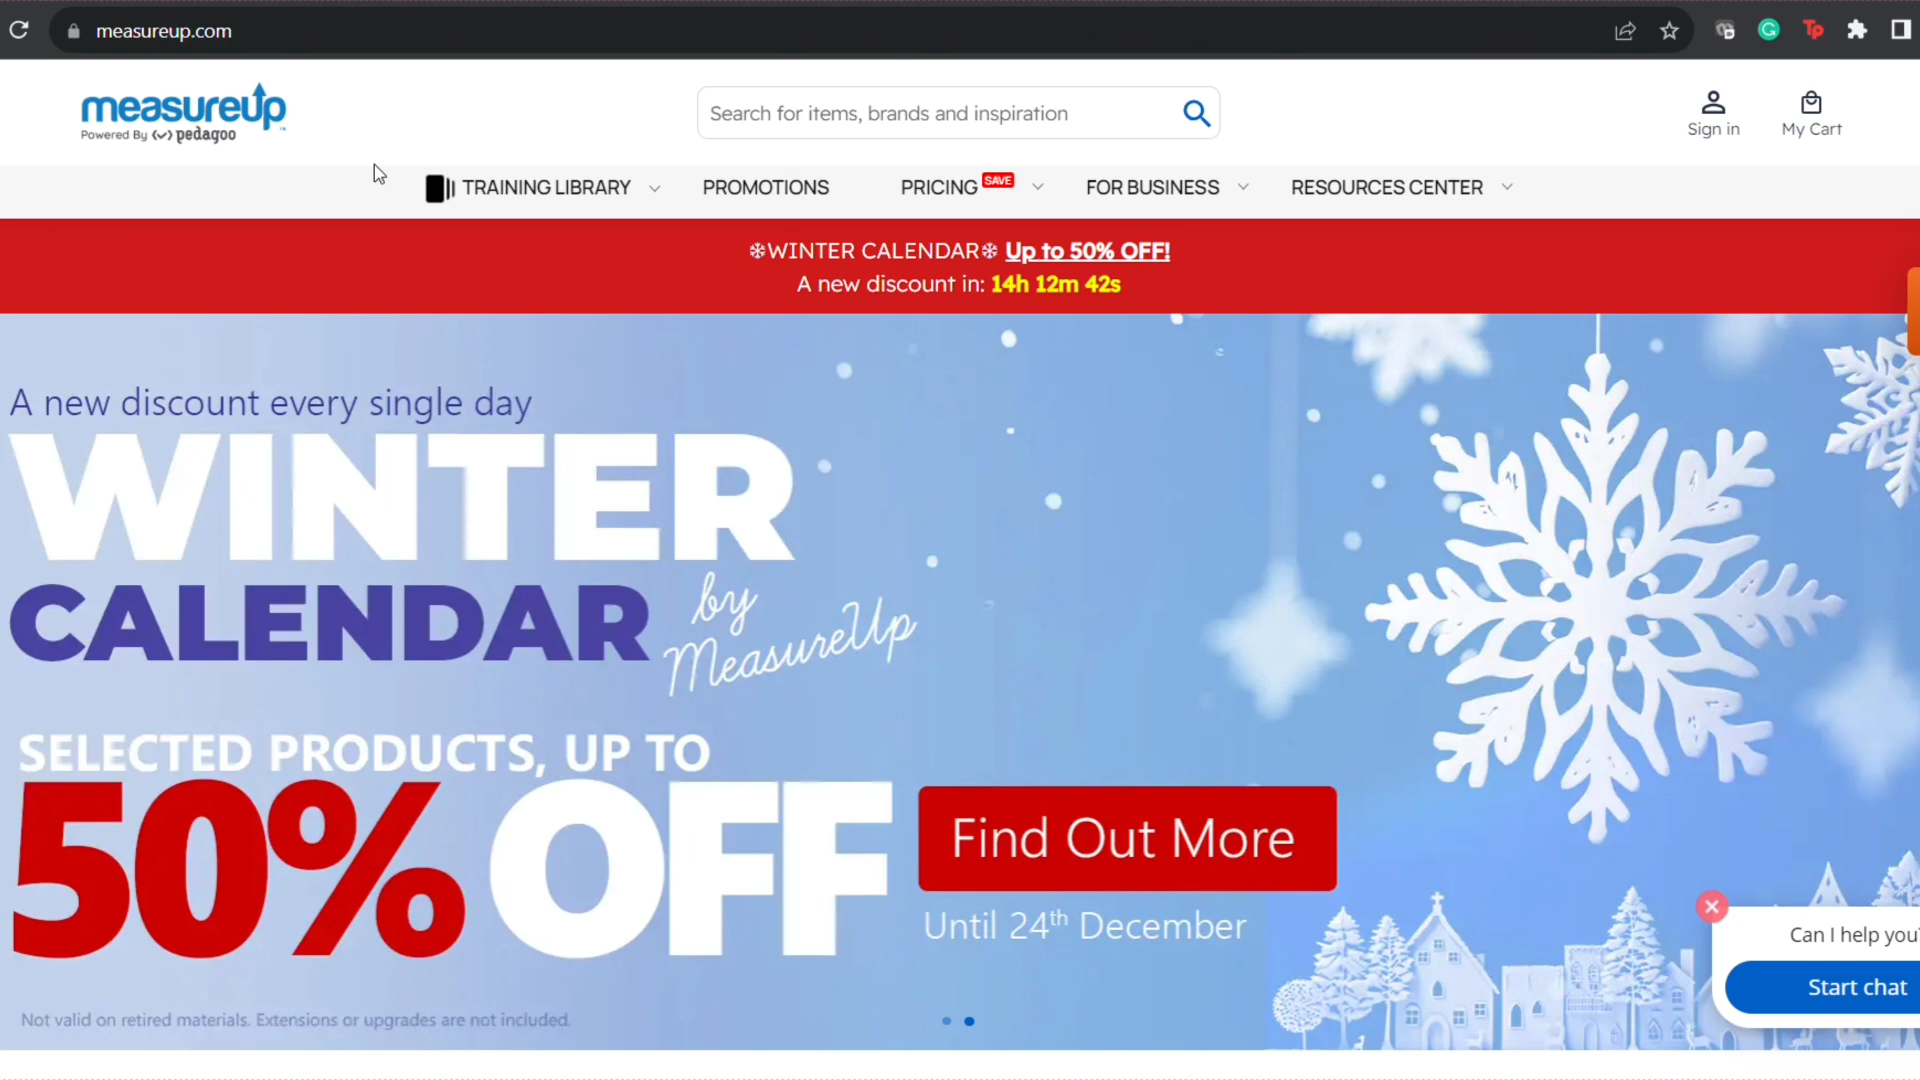 measureup.com
measureup
Powered By pedagoo
Search for items, brands and inspiration
Sign in
My Cart
TRAINING LIBRARY
PROMOTIONS
PRICING SAVE
FOR BUSINESS
RESOURCES CENTER
❄WINTER CALENDAR❄ Up to 50% OFF!
A new discount in: 14h 12m 42s
A new discount every single day
WINTER
CALENDAR
by
MeasureUp
SELECTED PRODUCTS, UP TO
50% OFF
Find Out More
Until 24th December
Not valid on retired materials. Extensions or upgrades are not included.
Can I help you?
Start chat